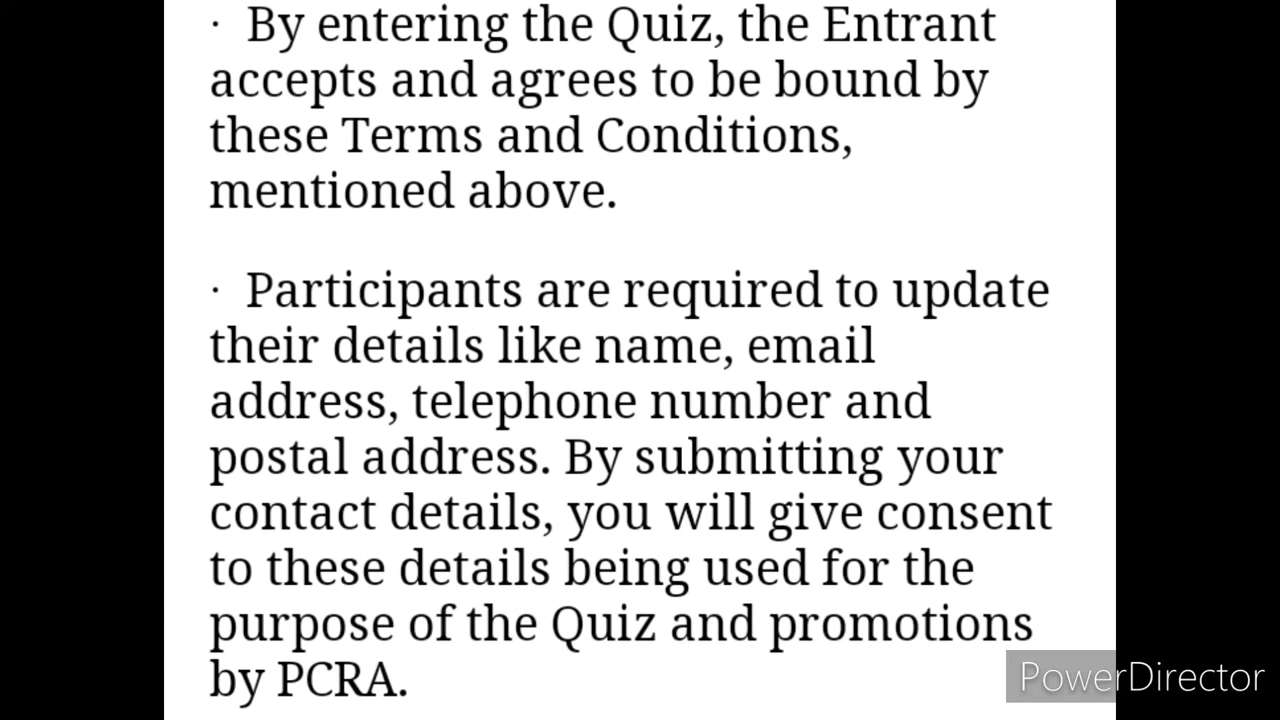 · By entering the Quiz, the Entrant
accepts and agrees to be bound by
these Terms and Conditions,
mentioned above.
· Participants are required to update
their details like name, email
address, telephone number and
postal address. By submitting your
contact details, you will give consent
to these details being used for the
purpose of the Quiz and promotions
by PCRA.
PowerDirector